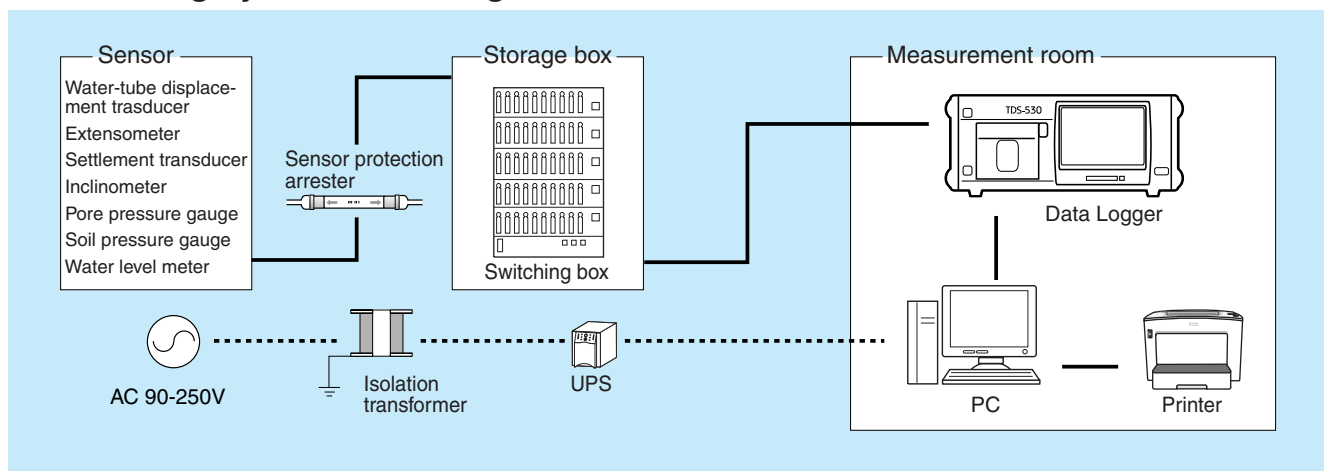 Sensor
Water-tube displace-
ment trasducer
Extensometer
Settlement transducer
Inclinometer
Pore pressure gauge
Soil pressure gauge
Water level meter
Sensor protection
arrester
Storage box
Switching box
Measurement room
TDS-530
Data Logger
AC 90-250V
Isolation
transformer
UPS
PC
Printer